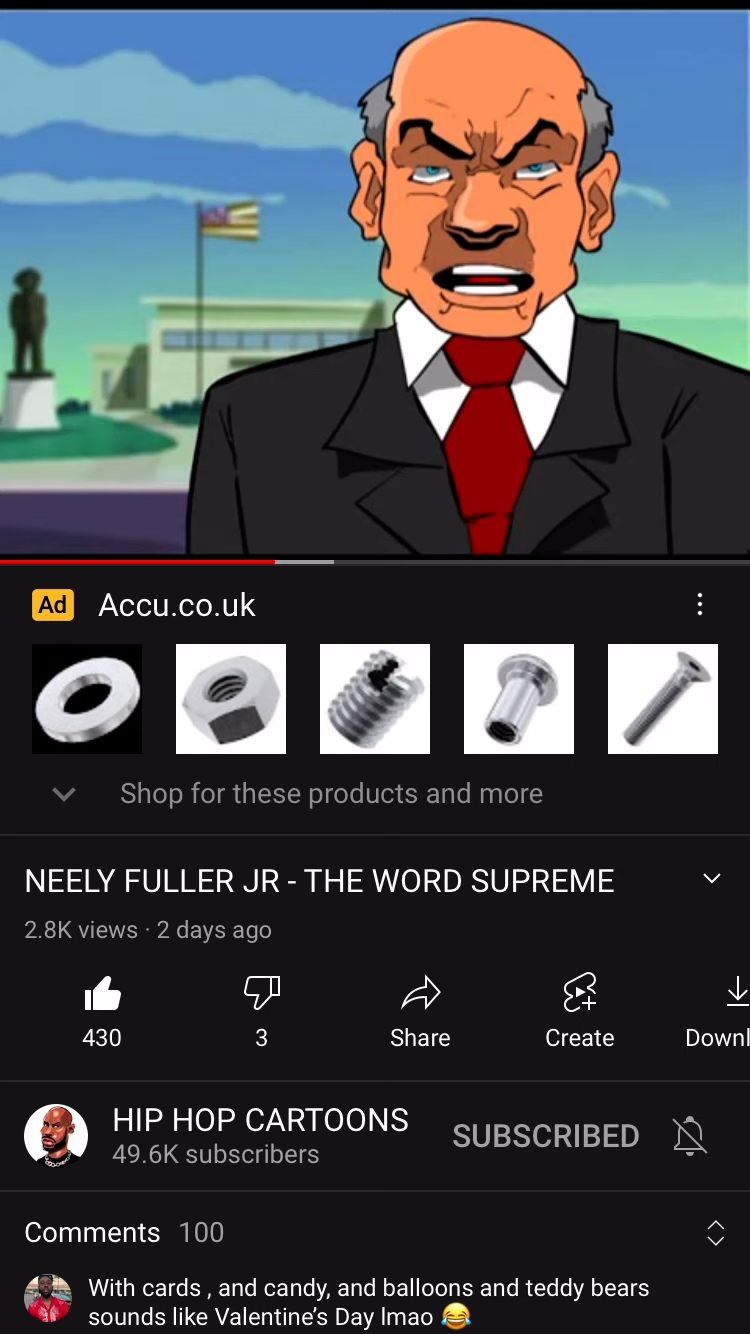 Ad Accu.co.uk
Shop for these products and more
NEELY FULLER JR - THE WORD SUPREME
2.8K views · 2 days ago
430 3 Share Create Downl
HIP HOP CARTOONS
SUBSCRIBED
49.6K subscribers
Comments 100
With cards , and candy, and balloons and teddy bears
sounds like Valentine’s Day lmao 😂